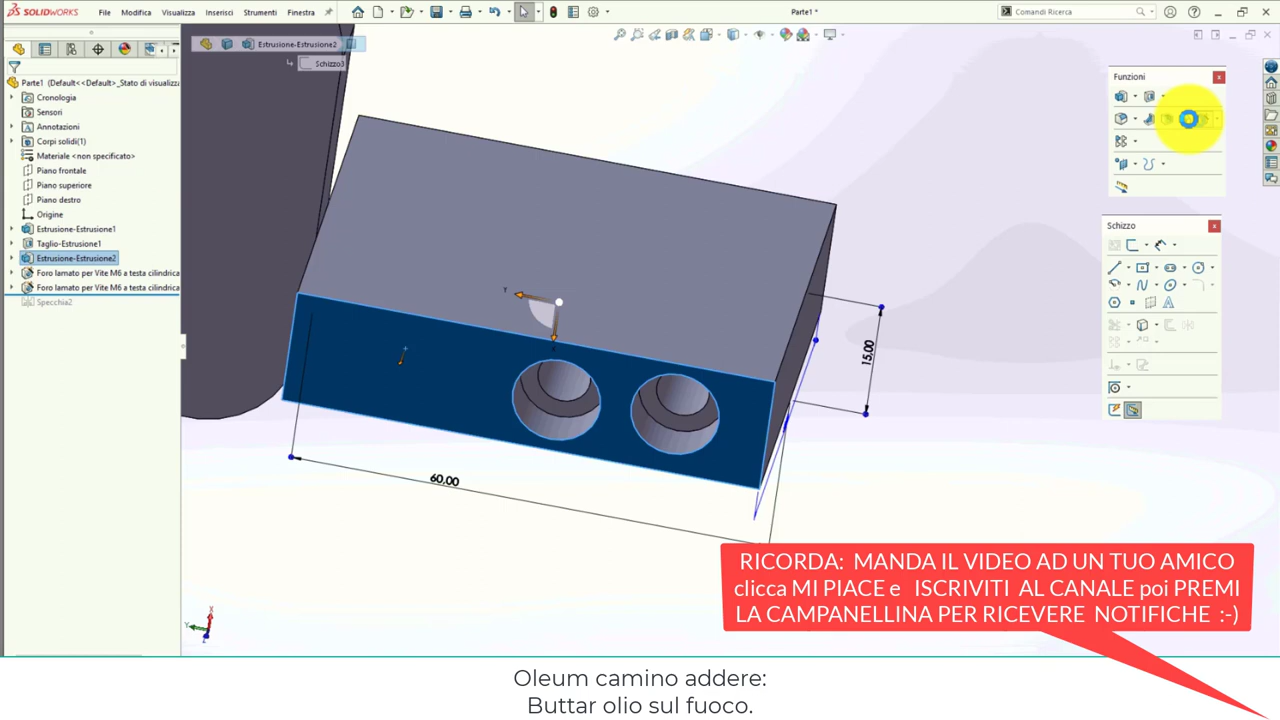 SOLIDWORKS
File
Modifica
Visualizza
Inserisci
Strumenti
Finestra
Parte1 *
Comandi Ricerca
Estrusione-Estrusione2
Schizzo3
Parte1 (Default<<Default>_Stato di visualizza
Cronologia
Sensori
Annotazioni
Corpi solidi(1)
Materiale <non specificato>
Piano frontale
Piano superiore
Piano destro
Origine
Estrusione-Estrusione1
Taglio-Estrusione1
Estrusione-Estrusione2
Foro lamato per Vite M6 a testa cilindrica
Foro lamato per Vite M6 a testa cilindrica
Specchia2
Funzioni
Schizzo
Y
15,00
60,00
X
Y
Z
RICORDA: MANDA IL VIDEO AD UN TUO AMICO
clicca MI PIACE e ISCRIVITI AL CANALE poi PREMI
LA CAMPANELLINA PER RICEVERE NOTIFICHE :-)
Oleum camino addere:
Buttar olio sul fuoco.